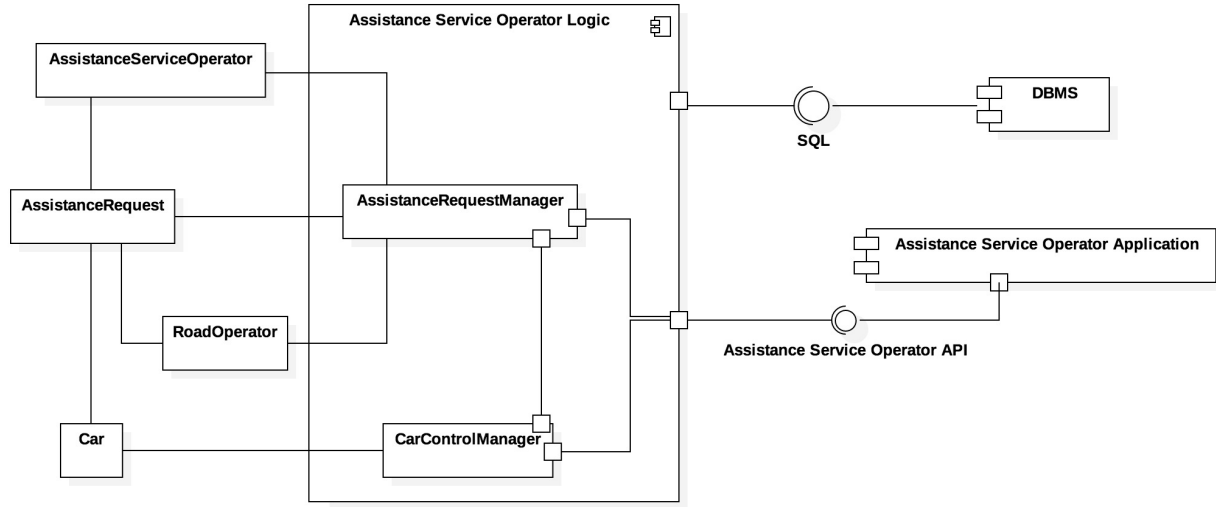 Assistance Service Operator Logic
AssistanceServiceOperator
DBMS
SQL
AssistanceRequest
AssistanceRequestManager
Assistance Service Operator Application
RoadOperator
Assistance Service Operator API
Car
CarControlManager